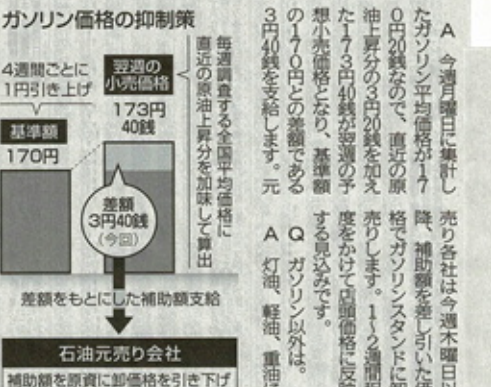 ガソリン価格の抑制策
毎週調査する全国平均価格に
直近の原油上昇分を加味して算出
翌週の
小売価格
173円
40銭
4週間ごとに
1円引き上げ
基準額
170円
差額
3円40銭
(今回)
差額をもとにした補助額支給
石油元売り会社
補助額を原資に卸価格を引き下げ
A 今週月曜日に集計し
たガソリン平均価格が17
0円20銭なので、直近の原
油上昇分の3円20銭を加え
た173円40銭が翌週の予
想小売価格となり、基準額
の170円との差額である
3円40銭を支給します。元
売り各社は今週木曜日以
降、補助額を差し引いた
格でガソリンスタンドに卸
売りします。1〜2週間
度をかけて店頭価格に反
する見込みです。
Q ガソリン以外は。
A 灯油、軽油、重油